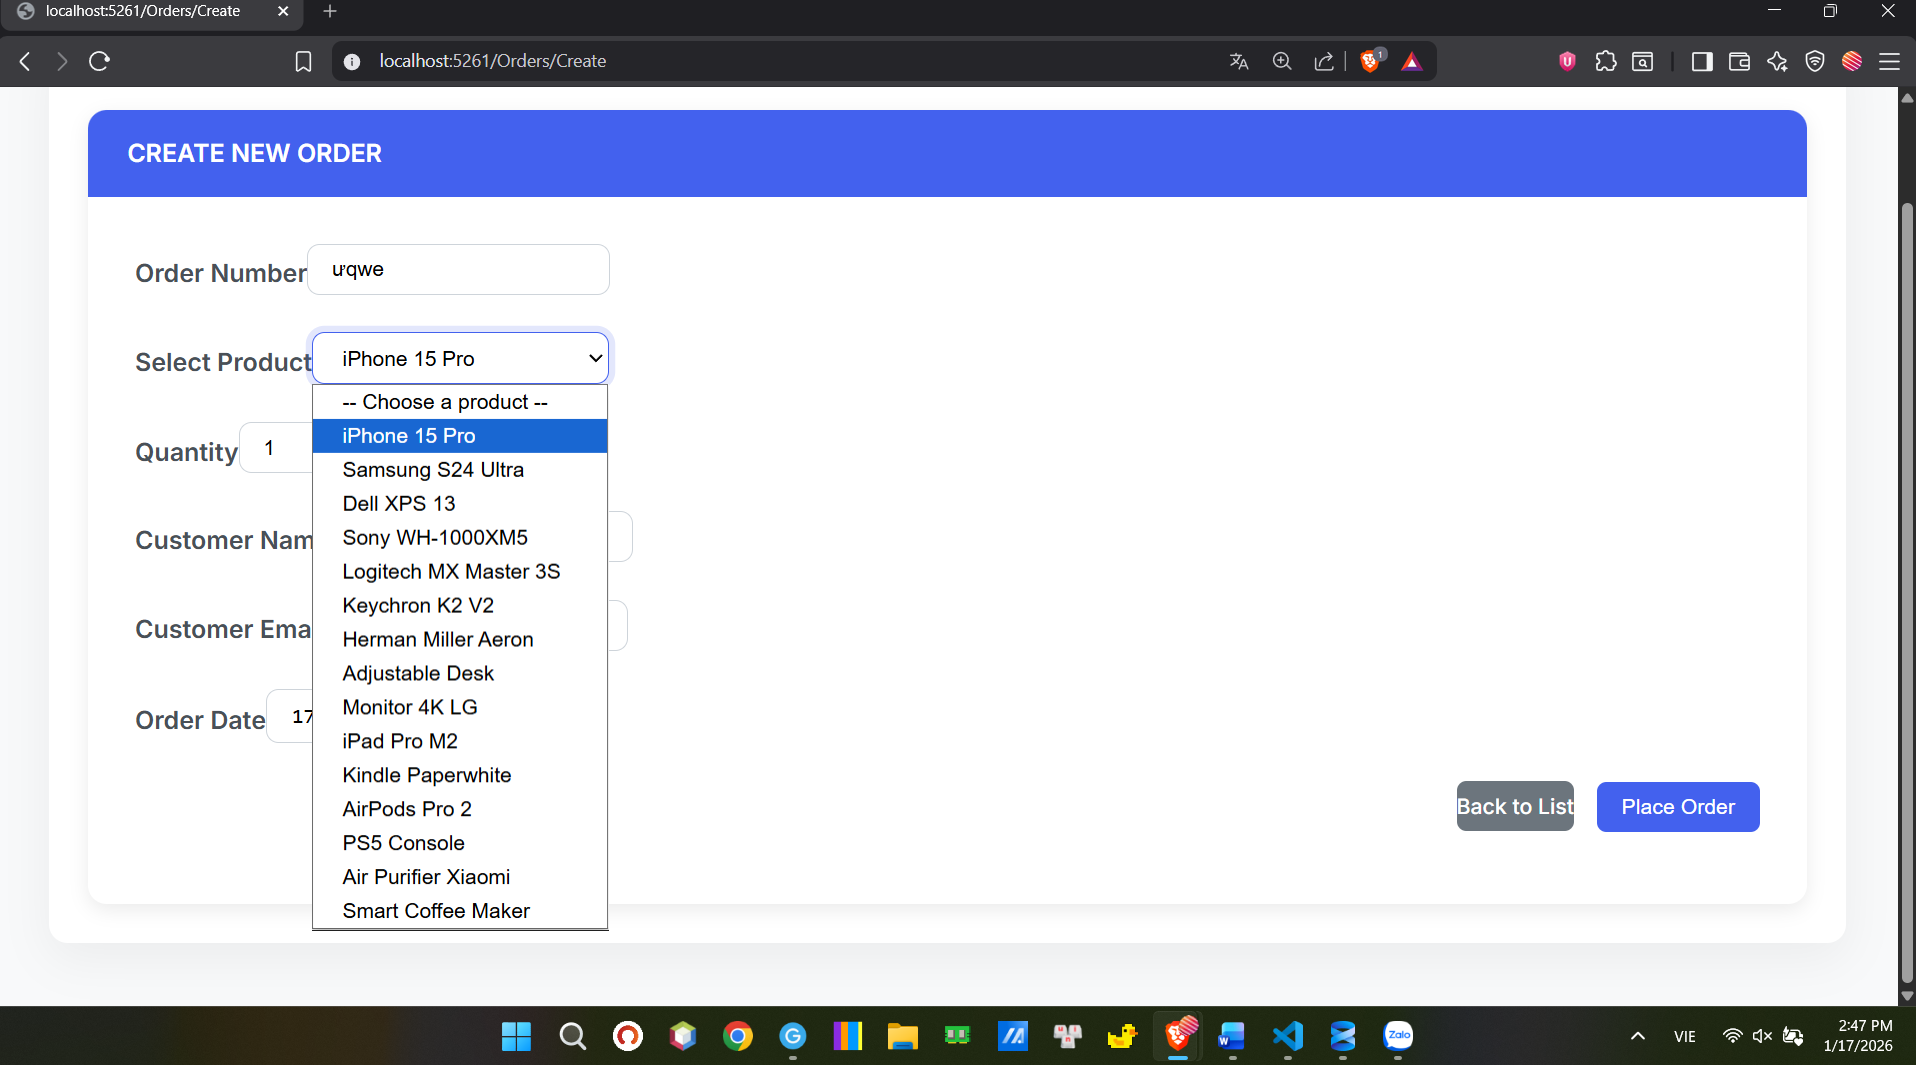 localhost:5261/Orders/Create
localhost:5261/Orders/Create
1
CREATE NEW ORDER
Order Number
ưqwe
Select Product
iPhone 15 Pro
-- Choose a product --
iPhone 15 Pro
Samsung S24 Ultra
Dell XPS 13
Sony WH-1000XM5
Logitech MX Master 3S
Keychron K2 V2
Herman Miller Aeron
Adjustable Desk
Monitor 4K LG
iPad Pro M2
Kindle Paperwhite
AirPods Pro 2
PS5 Console
Air Purifier Xiaomi
Smart Coffee Maker
Quantity
1
Customer Nam
Customer Ema
Order Date
17
Back to List
Place Order
Zalo
VIE
2:47 PM
1/17/2026